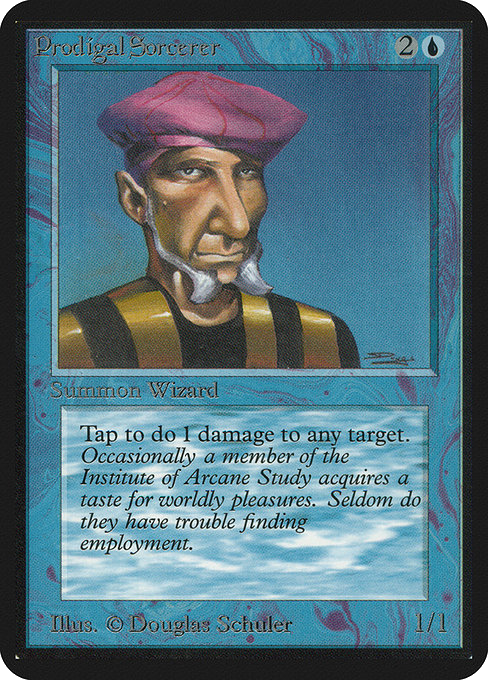 Prodigal Sorcerer 2
Summon Wizard
Tap to do 1 damage to any target.
Occasionally a member of the
Institute of Arcane Study acquires a
taste for worldly pleasures. Seldom do
they have trouble finding
employment.
Illus. © Douglas Schuler 1/1